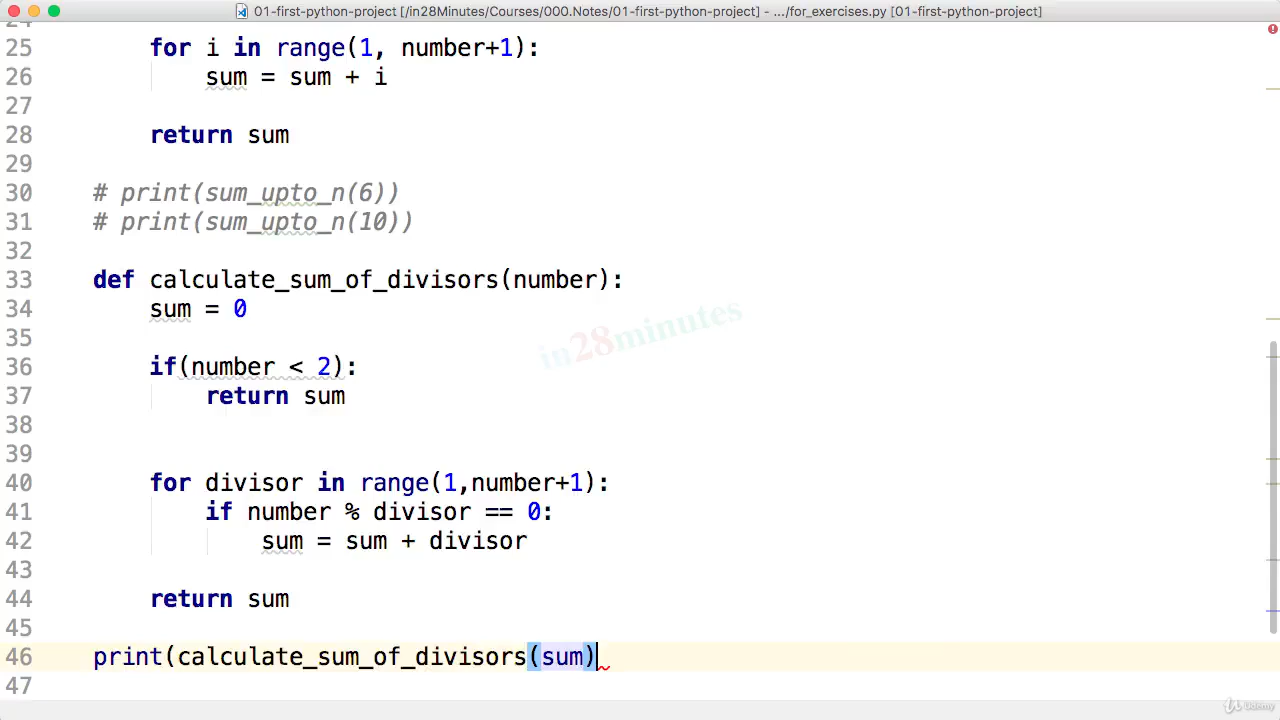 01-first-python-project [/in28Minutes/Courses/000.Notes/01-first-python-project] - .../for_exercises.py [01-first-python-project]
24
25 for i in range(1, number+1):
26 sum = sum + i
27
28 return sum
29
30 # print(sum_upto_n(6))
31 # print(sum_upto_n(10))
32
33 def calculate_sum_of_divisors(number):
34 sum = 0
35
in28minutes
36 if(number < 2):
37 return sum
38
39
40 for divisor in range(1,number+1):
41 if number % divisor == 0:
42 sum = sum + divisor
43
44 return sum
45
46 print(calculate_sum_of_divisors(sum)
47
Udemy